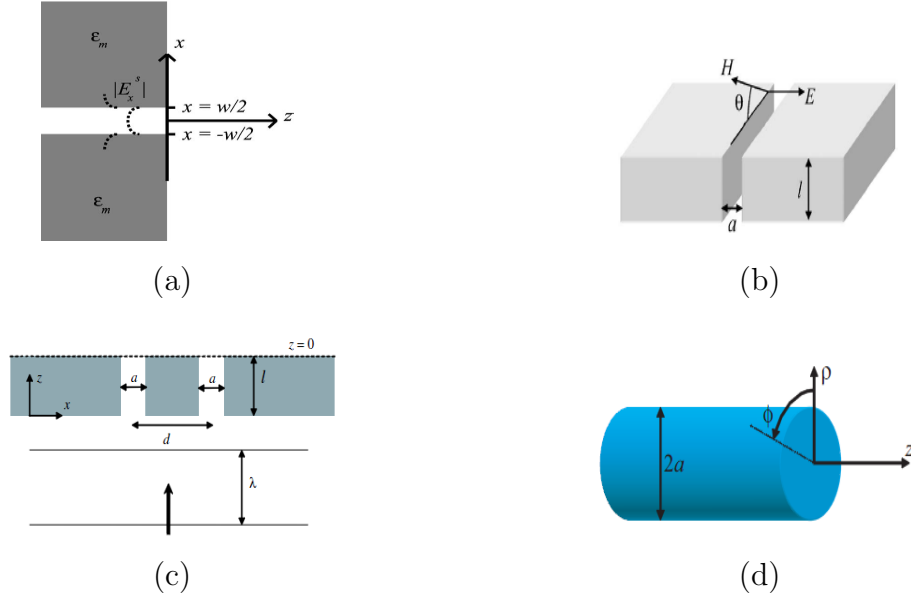 ε_m
x
|E_x^s|
x = w/2
z
x = -w/2
ε_m
(a)
H
E
θ
l
a
(b)
z = 0
z
a
a
l
x
d
λ
(c)
ρ
ϕ
2a
z
(d)